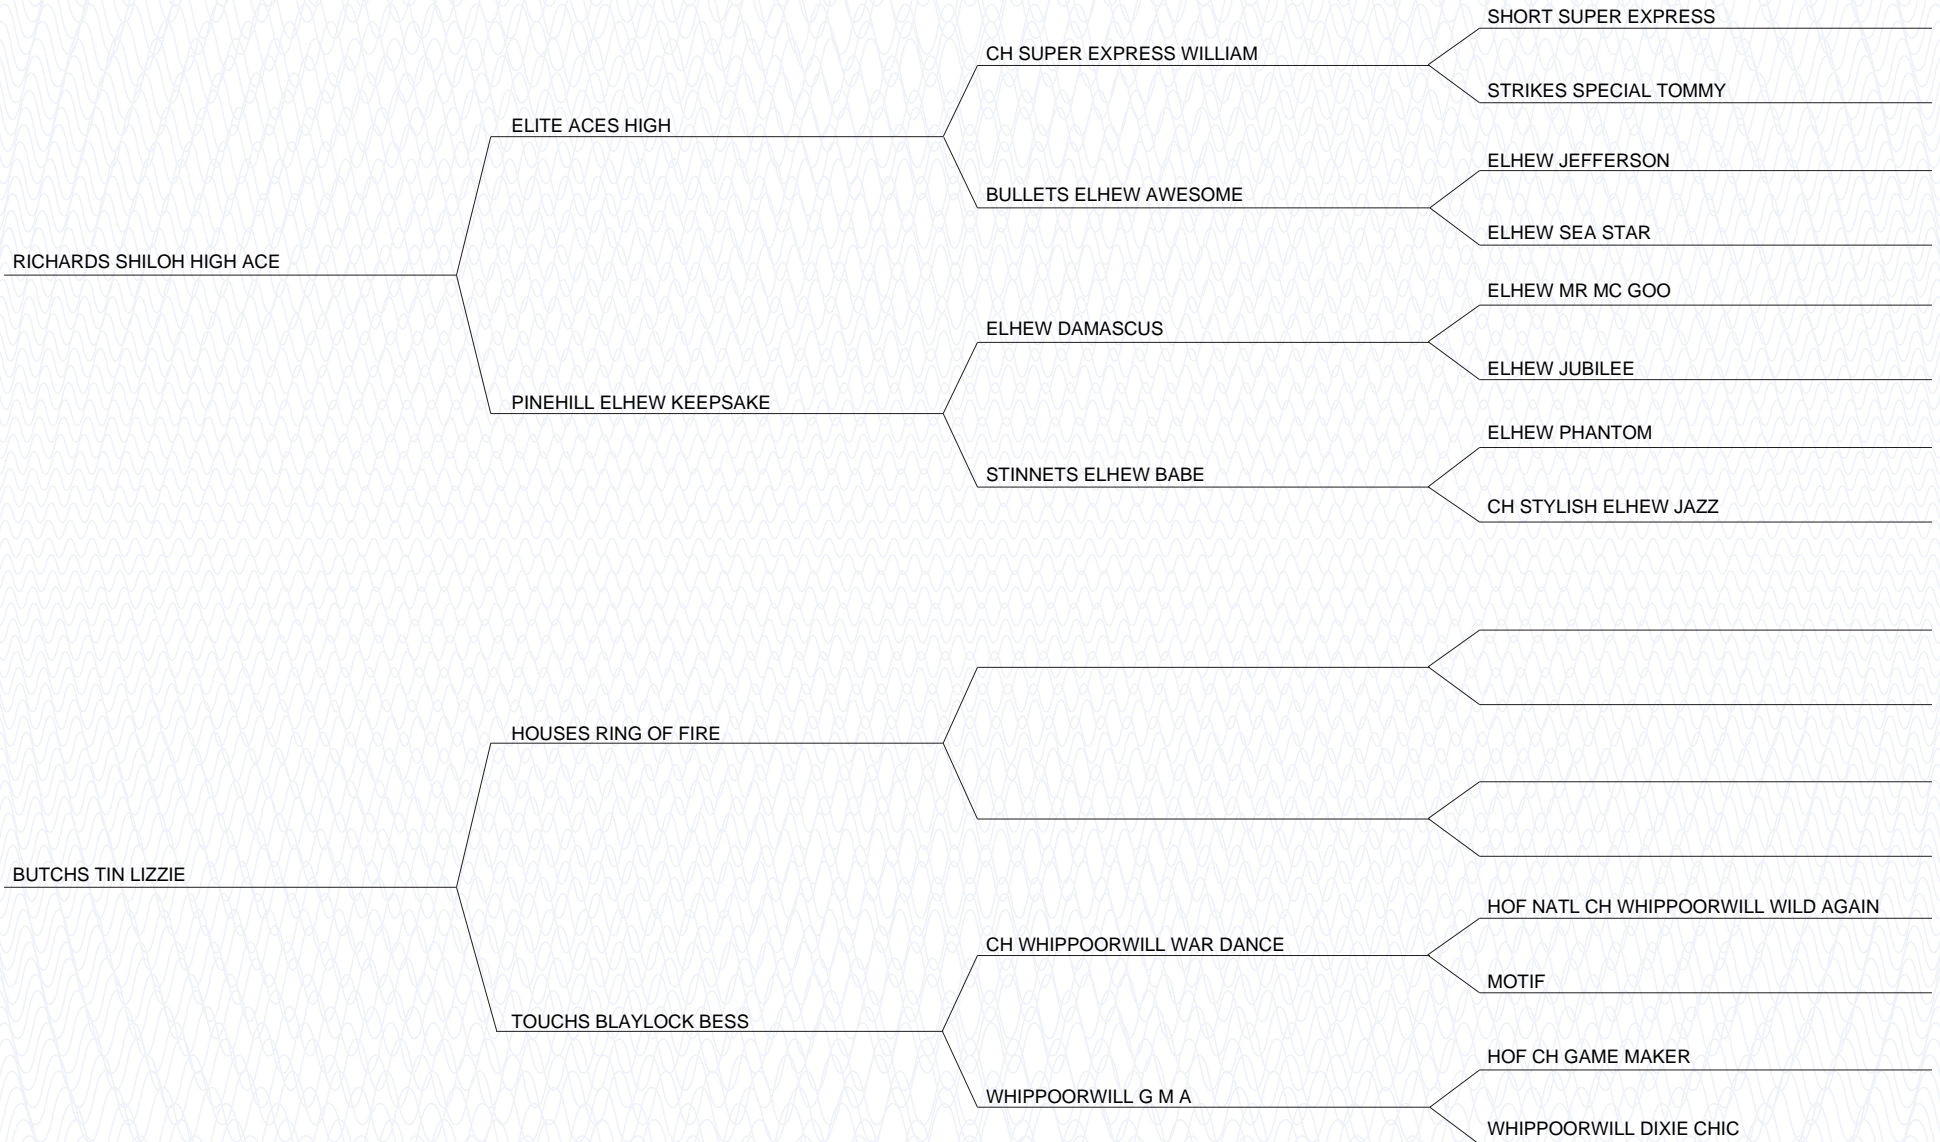 SHORT SUPER EXPRESS
CH SUPER EXPRESS WILLIAM
STRIKES SPECIAL TOMMY
ELITE ACES HIGH
ELHEW JEFFERSON
BULLETS ELHEW AWESOME
ELHEW SEA STAR
RICHARDS SHILOH HIGH ACE
ELHEW MR MC GOO
ELHEW DAMASCUS
ELHEW JUBILEE
PINEHILL ELHEW KEEPSAKE
ELHEW PHANTOM
STINNETS ELHEW BABE
CH STYLISH ELHEW JAZZ
HOUSES RING OF FIRE
BUTCHS TIN LIZZIE
HOF NATL CH WHIPPOORWILL WILD AGAIN
CH WHIPPOORWILL WAR DANCE
MOTIF
TOUCHS BLAYLOCK BESS
HOF CH GAME MAKER
WHIPPOORWILL G M A
WHIPPOORWILL DIXIE CHIC